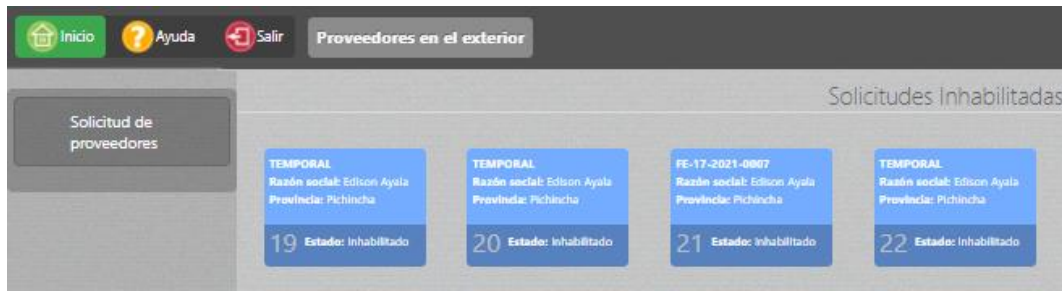 Inicio
Ayuda
Salir
Proveedores en el exterior
Solicitud de
proveedores
Solicitudes Inhabilitadas
TEMPORAL
Razón social: Edison Ayala
Provincia: Pichincha
19 Estado: Inhabilitado
TEMPORAL
Razón social: Edison Ayala
Provincia: Pichincha
20 Estado: Inhabilitado
FE-17-2021-0007
Razón social: Edison Ayala
Provincia: Pichincha
21 Estado: Inhabilitado
TEMPORAL
Razón social: Edison Ayala
Provincia: Pichincha
22 Estado: Inhabilitado